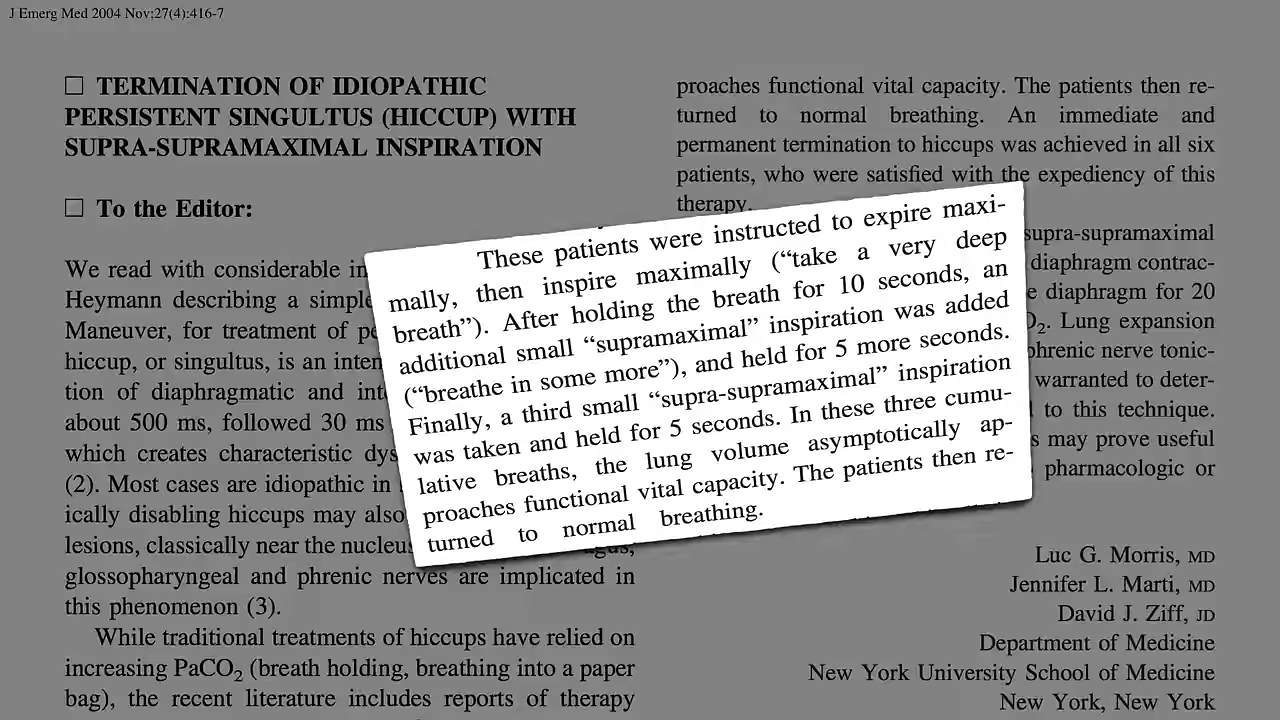 J Emerg Med 2004 Nov;27(4):416-7
☐ TERMINATION OF IDIOPATHIC
PERSISTENT SINGULTUS (HICCUP) WITH
SUPRA-SUPRAMAXIMAL INSPIRATION
☐ To the Editor:
We read with considerable
Heymann describing a simple
Maneuver, for treatment of
hiccup, or singultus, is an
tion of diaphragmatic and
about 500 ms, followed 30 ms
which creates characteristic
(2). Most cases are idiopathic in
ically disabling hiccups may also
lesions, classically near the
glossopharyngeal and phrenic nerves are implicated in
this phenomenon (3).
While traditional treatments of hiccups have relied on
increasing PaCO₂ (breath holding, breathing into a paper
bag), the recent literature includes reports of therapy
These patients were instructed to expire maxi-
mally, then inspire maximally (“take a very deep
breath”). After holding the breath for 10 seconds, an
additional small “supramaximal” inspiration was added
(“breathe in some more”), and held for 5 more seconds.
Finally, a third small “supra-supramaximal” inspiration
was taken and held for 5 seconds. In these three cumu-
lative breaths, the lung volume asymptotically ap-
proaches functional vital capacity. The patients then re-
turned to normal breathing.
proaches functional vital capacity. The patients then re-
turned to normal breathing. An immediate and
permanent termination to hiccups was achieved in all six
patients, who were satisfied with the expediency of this
therapy.
supra-supramaximal
diaphragm contrac-
diaphragm for 20
Lung expansion
phrenic nerve tonic-
warranted to deter-
to this technique.
may prove useful
pharmacologic or
Luc G. Morris, MD
Jennifer L. Marti, MD
David J. Ziff, JD
Department of Medicine
New York University School of Medicine
New York, New York